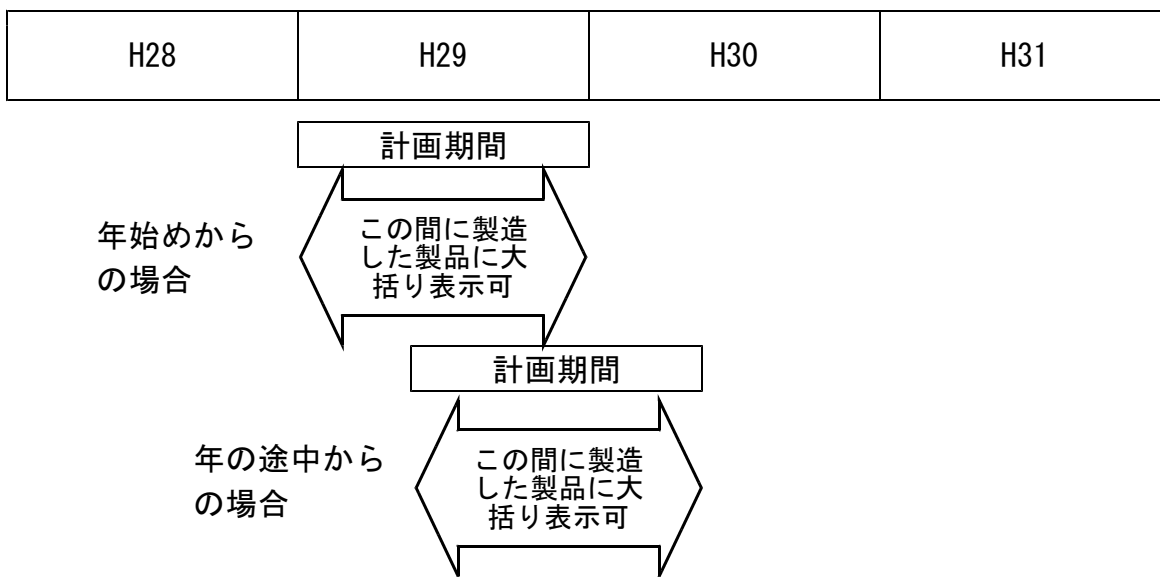 H28
H29
H30
H31
計画期間
年始めから
の場合
この間に製造
した製品に大
括り表示可
計画期間
年の途中から
の場合
この間に製造
した製品に大
括り表示可